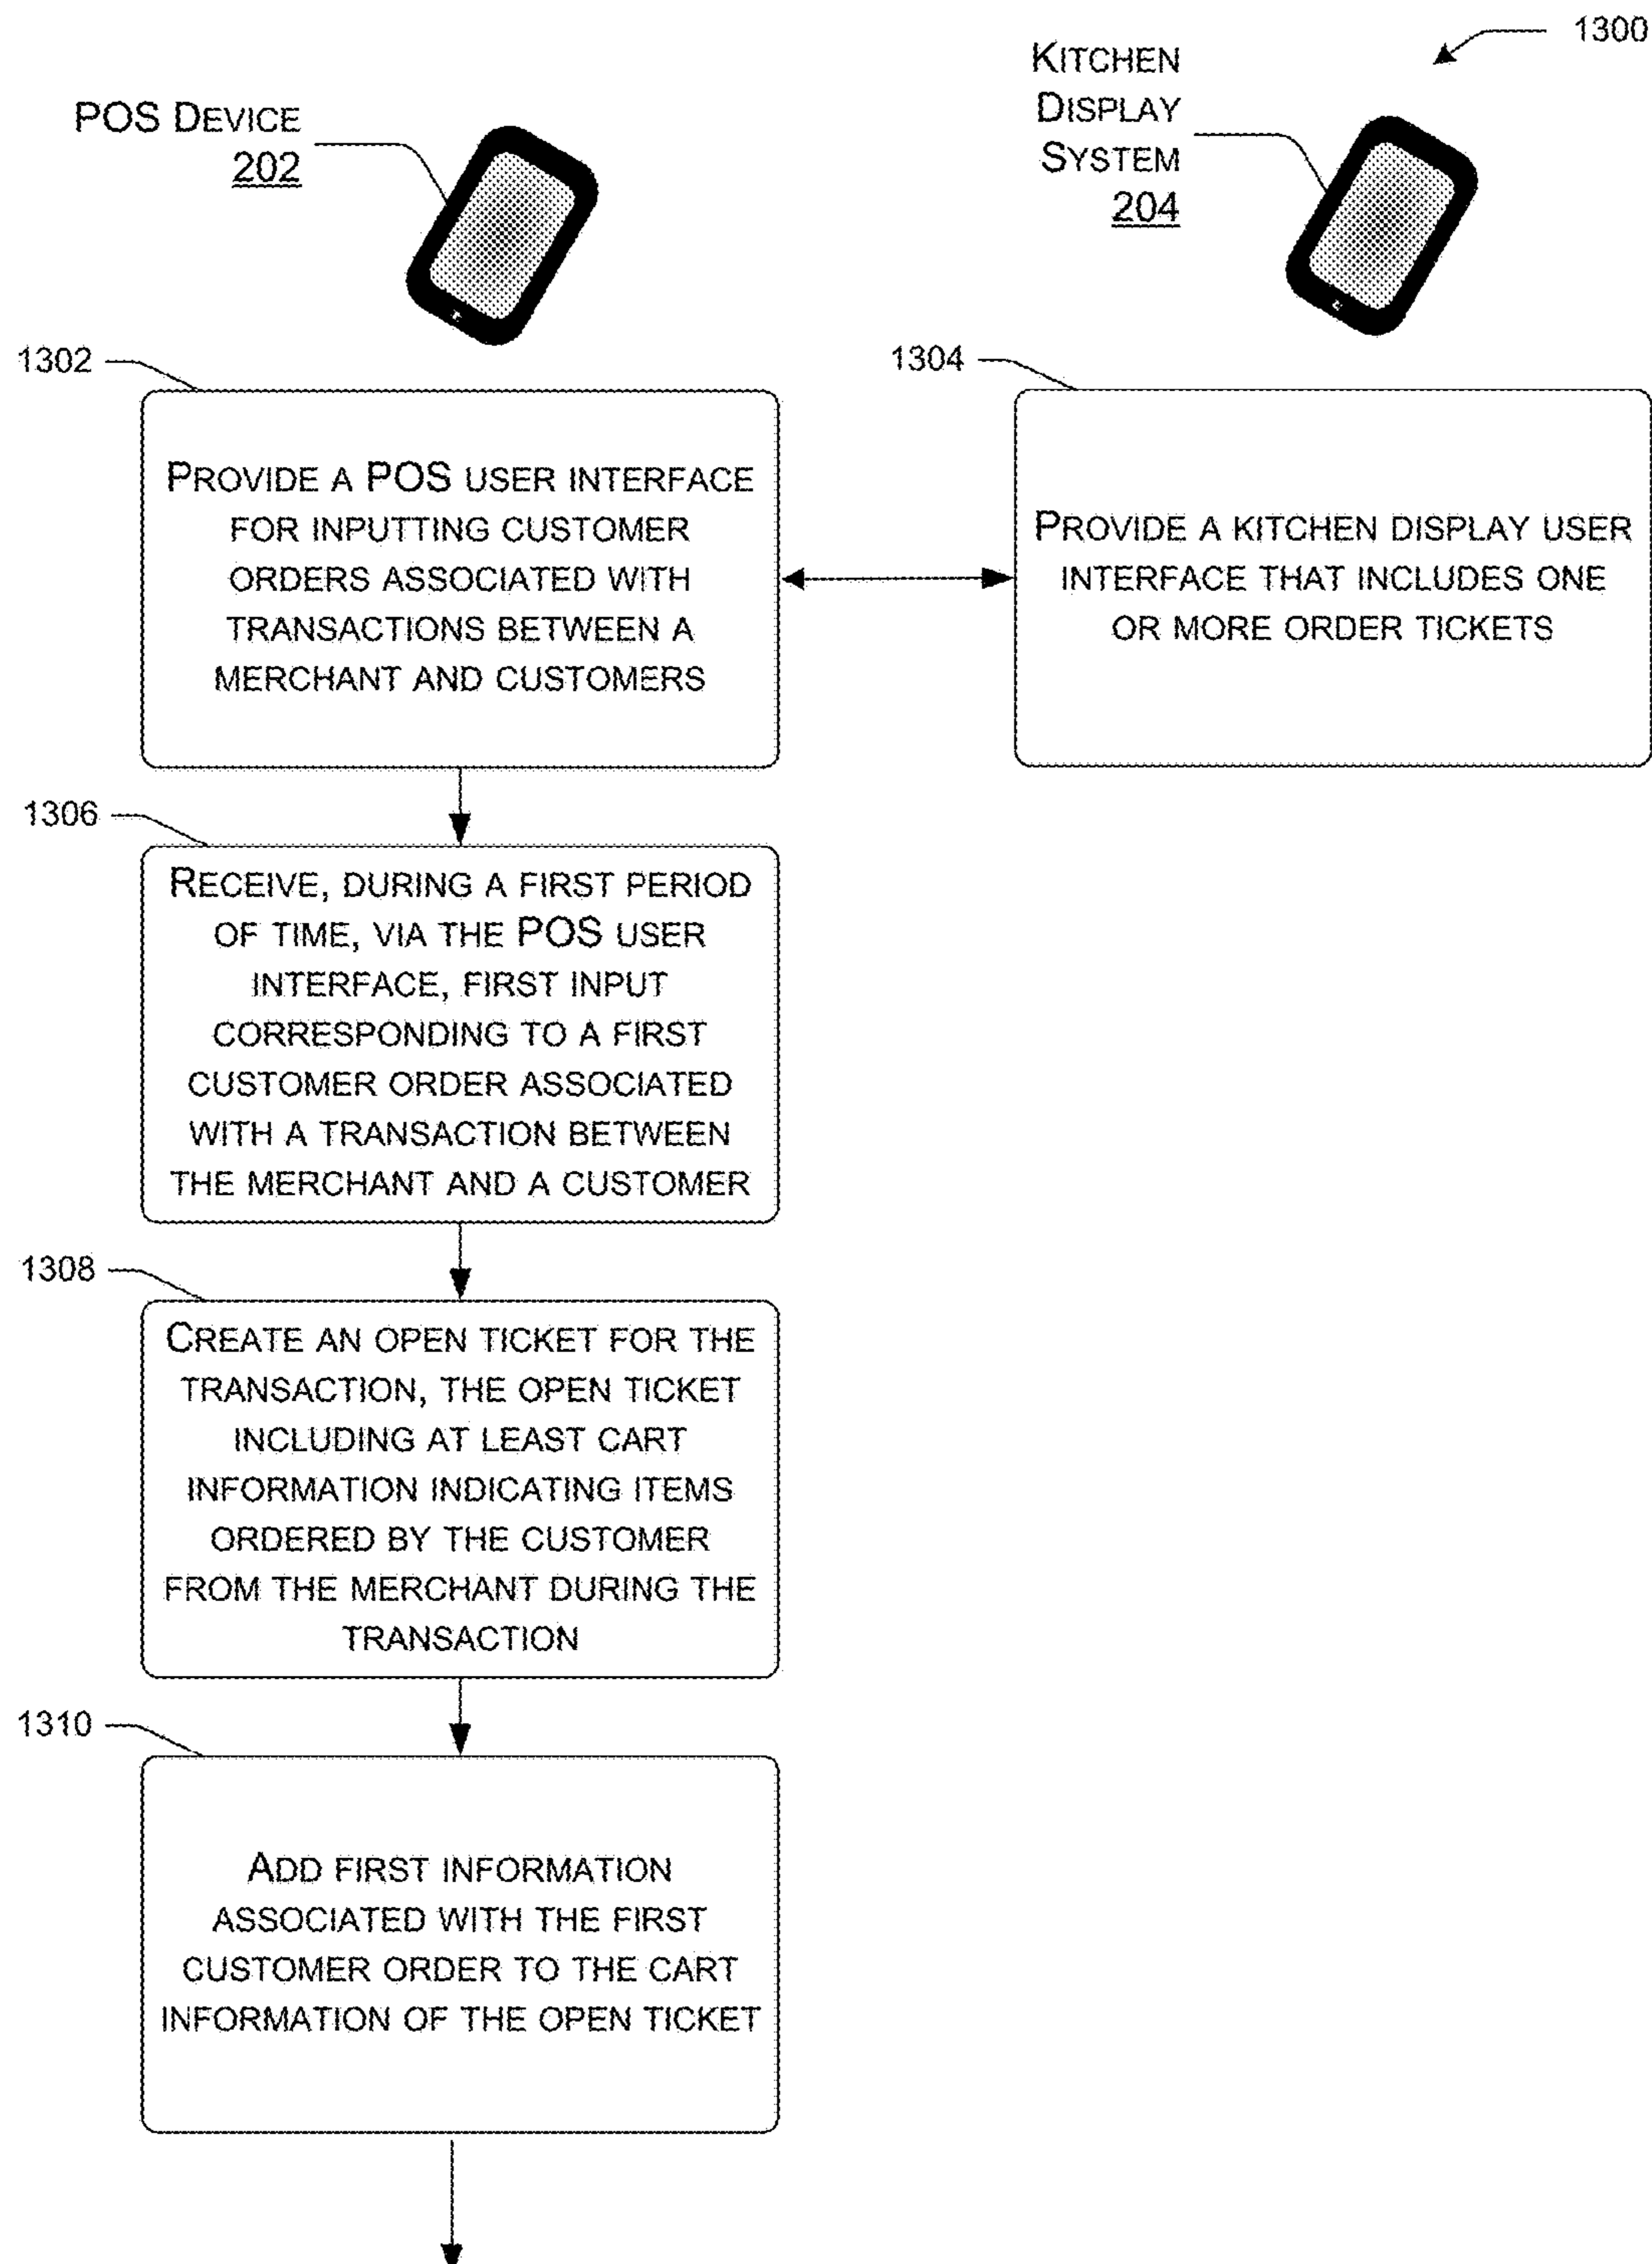 1300
POS DEVICE
202
KITCHEN
DISPLAY
SYSTEM
204
1302
PROVIDE A POS USER INTERFACE
FOR INPUTTING CUSTOMER
ORDERS ASSOCIATED WITH
TRANSACTIONS BETWEEN A
MERCHANT AND CUSTOMERS
1304
PROVIDE A KITCHEN DISPLAY USER
INTERFACE THAT INCLUDES ONE
OR MORE ORDER TICKETS
1306
RECEIVE, DURING A FIRST PERIOD
OF TIME, VIA THE POS USER
INTERFACE, FIRST INPUT
CORRESPONDING TO A FIRST
CUSTOMER ORDER ASSOCIATED
WITH A TRANSACTION BETWEEN
THE MERCHANT AND A CUSTOMER
1308
CREATE AN OPEN TICKET FOR THE
TRANSACTION, THE OPEN TICKET
INCLUDING AT LEAST CART
INFORMATION INDICATING ITEMS
ORDERED BY THE CUSTOMER
FROM THE MERCHANT DURING THE
TRANSACTION
1310
ADD FIRST INFORMATION
ASSOCIATED WITH THE FIRST
CUSTOMER ORDER TO THE CART
INFORMATION OF THE OPEN TICKET